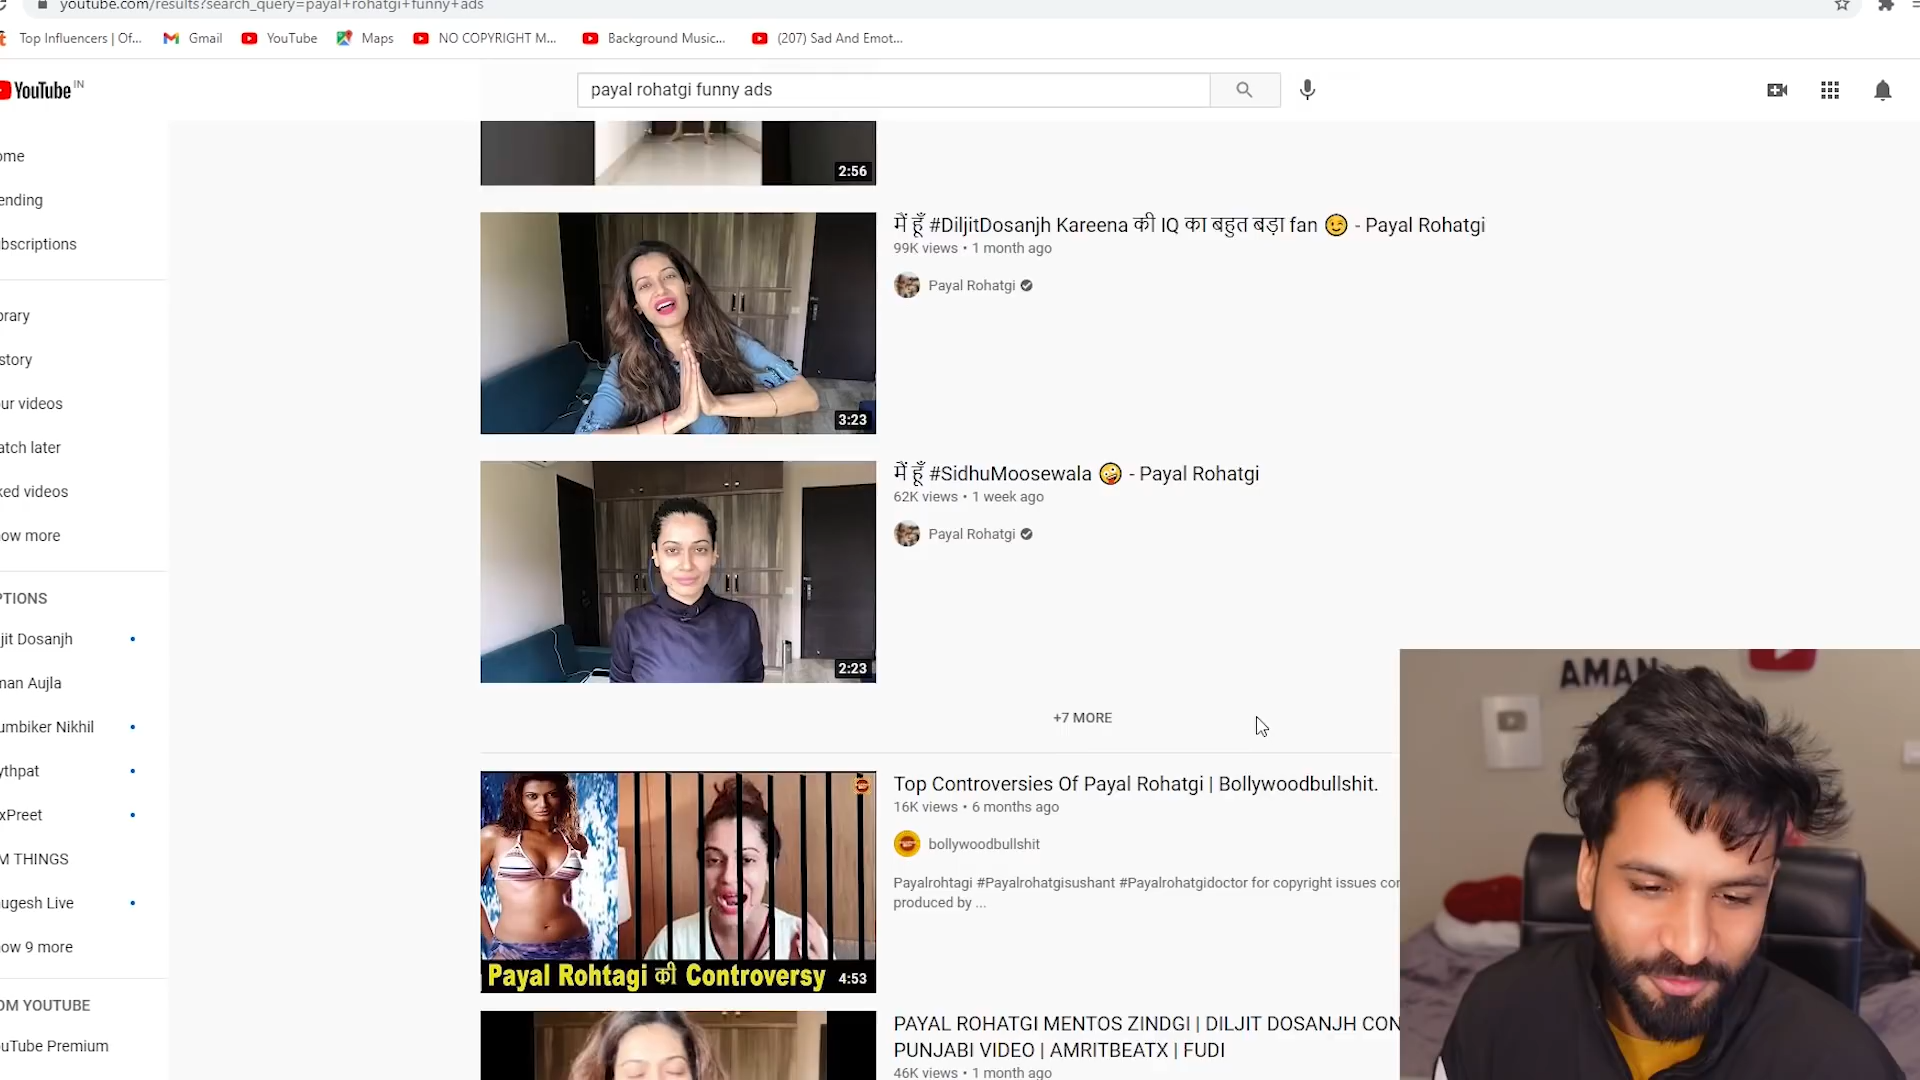 youtube.com/results?search_query=payal+rohatgi+funny+ads
Top Influencers | Of... Gmail YouTube Maps NO COPYRIGHT M... Background Music... (207) Sad And Emot...
YouTube IN
payal rohatgi funny ads
ome
ending
bscriptions
brary
story
ur videos
atch later
ked videos
ow more
PTIONS
jit Dosanjh
nan Aujla
umbiker Nikhil
ythpat
xPreet
M THINGS
ugesh Live
ow 9 more
OM YOUTUBE
uTube Premium
2:56
मैं हूँ #DiljitDosanjh Kareena की IQ का बहुत बड़ा fan 😉 - Payal Rohatgi
99K views • 1 month ago
Payal Rohatgi
3:23
मैं हूँ #SidhuMoosewala 🤪 - Payal Rohatgi
62K views • 1 week ago
Payal Rohatgi
2:23
+7 MORE
Top Controversies Of Payal Rohatgi | Bollywoodbullshit.
16K views • 6 months ago
bollywoodbullshit
Payalrohtagi #Payalrohatgisushant #Payalrohatgidoctor for copyright issues con
produced by ...
Payal Rohtagi की Controversy
4:53
PAYAL ROHATGI MENTOS ZINDGI | DILJIT DOSANJH CON
PUNJABI VIDEO | AMRITBEATX | FUDI
46K views • 1 month ago
AMAN